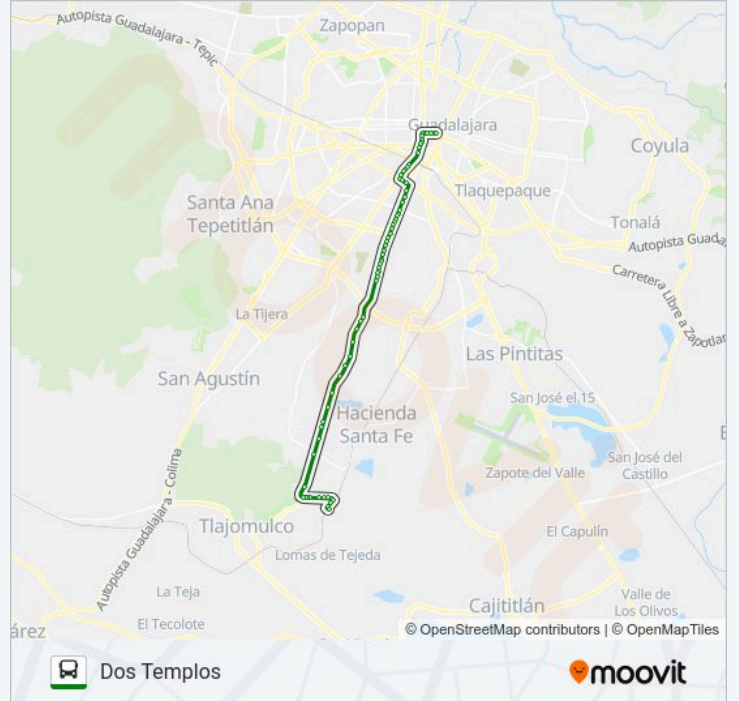 Autopista Guadalajara - Tepic
Zapopan
Guadalajara
Coyula
Tlaquepaque
Santa Ana
Tepetitlán
Tonalá
Autopista Guada
Carretera Libre a Zapotlan
La Tijera
Las Pintitas
San Agustín
San José el 15
Hacienda
Santa Fe
San José del
Castillo
Zapote del Valle
Autopista Guadalajara - Colima
Tlajomulco
El Capulín
Lomas de Tejeda
La Teja
Valle de
Los Olivos
Cajititlán
El Tecolote
árez
© OpenStreetMap contributors | © OpenMapTiles
Dos Templos
moovit